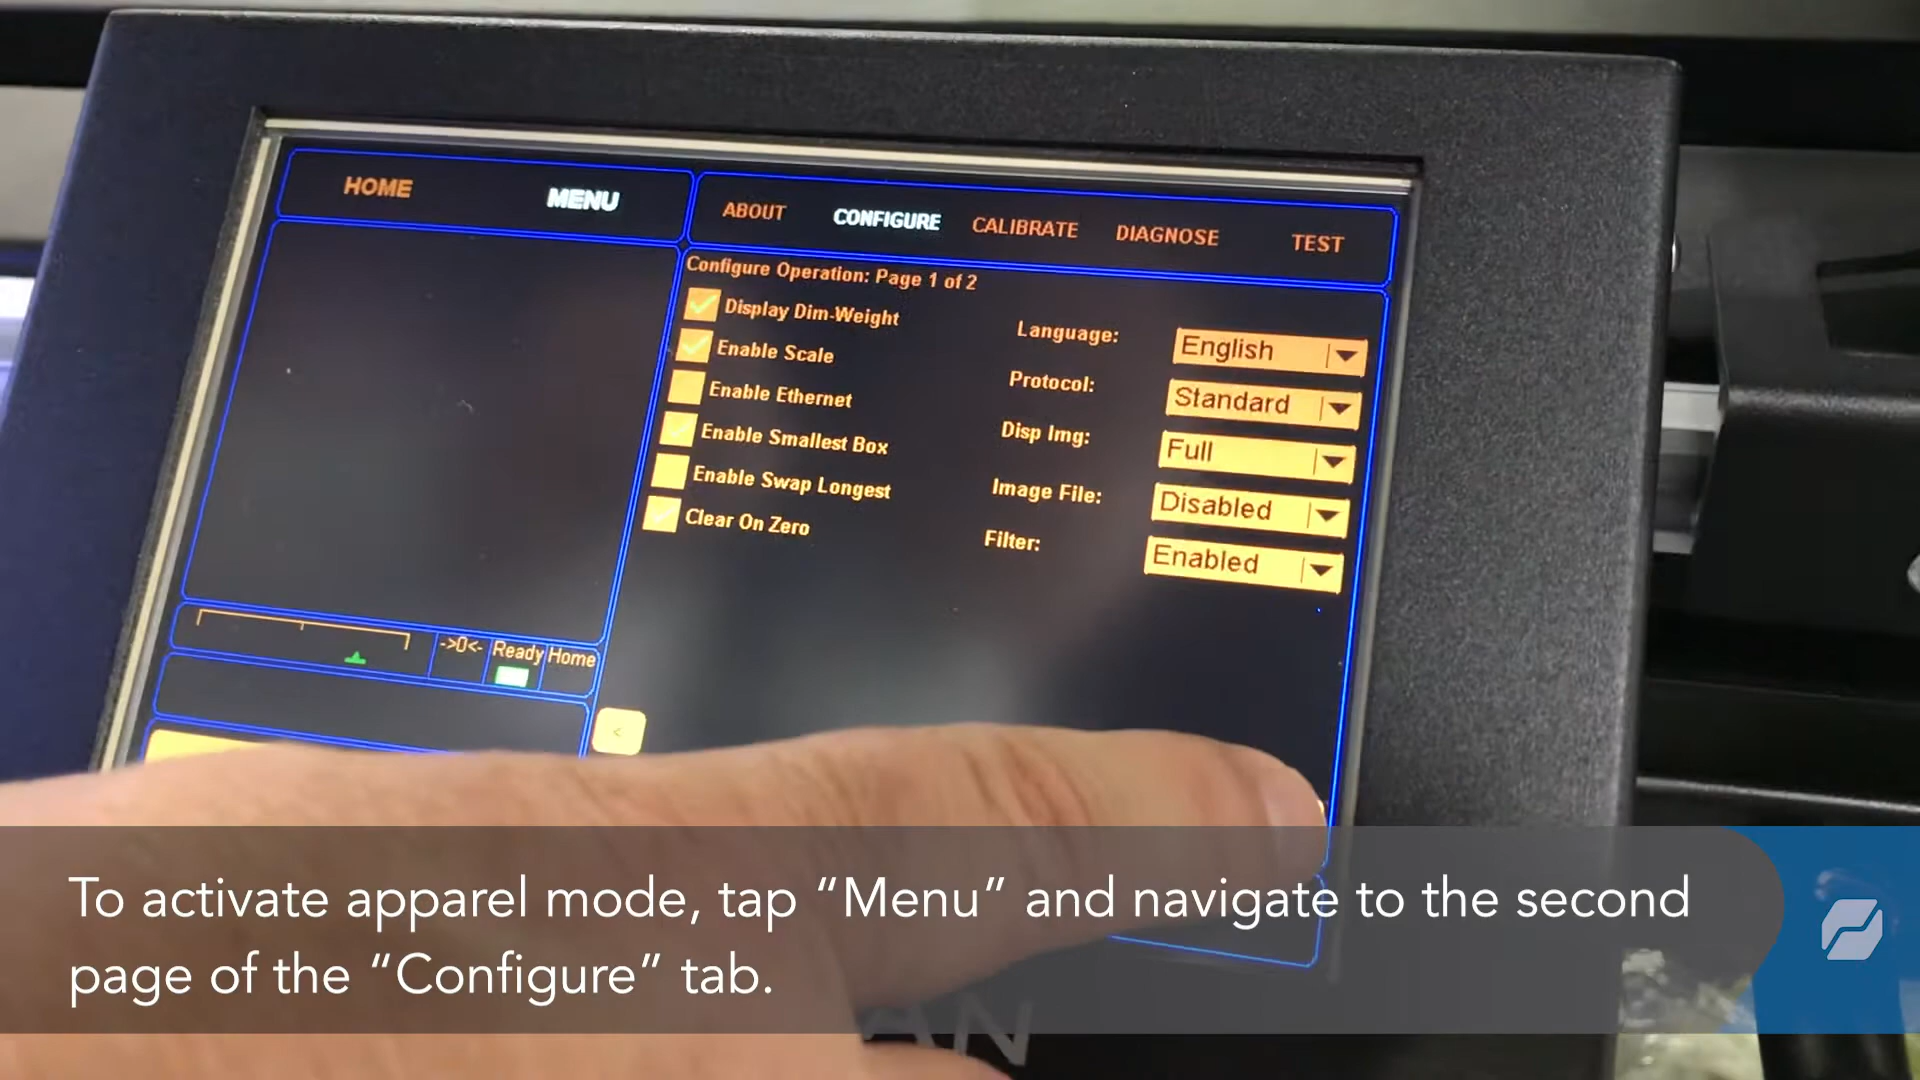 HOME MENU ABOUT CONFIGURE CALIBRATE DIAGNOSE TEST
Configure Operation: Page 1 of 2
Display Dim-Weight
Enable Scale
Enable Ethernet
Enable Smallest Box
Enable Swap Longest
Clear On Zero
Language: English
Protocol: Standard
Disp Img: Full
Image File: Disabled
Filter: Enabled
->0<- Ready Home
<
To activate apparel mode, tap “Menu” and navigate to the second
page of the “Configure” tab.